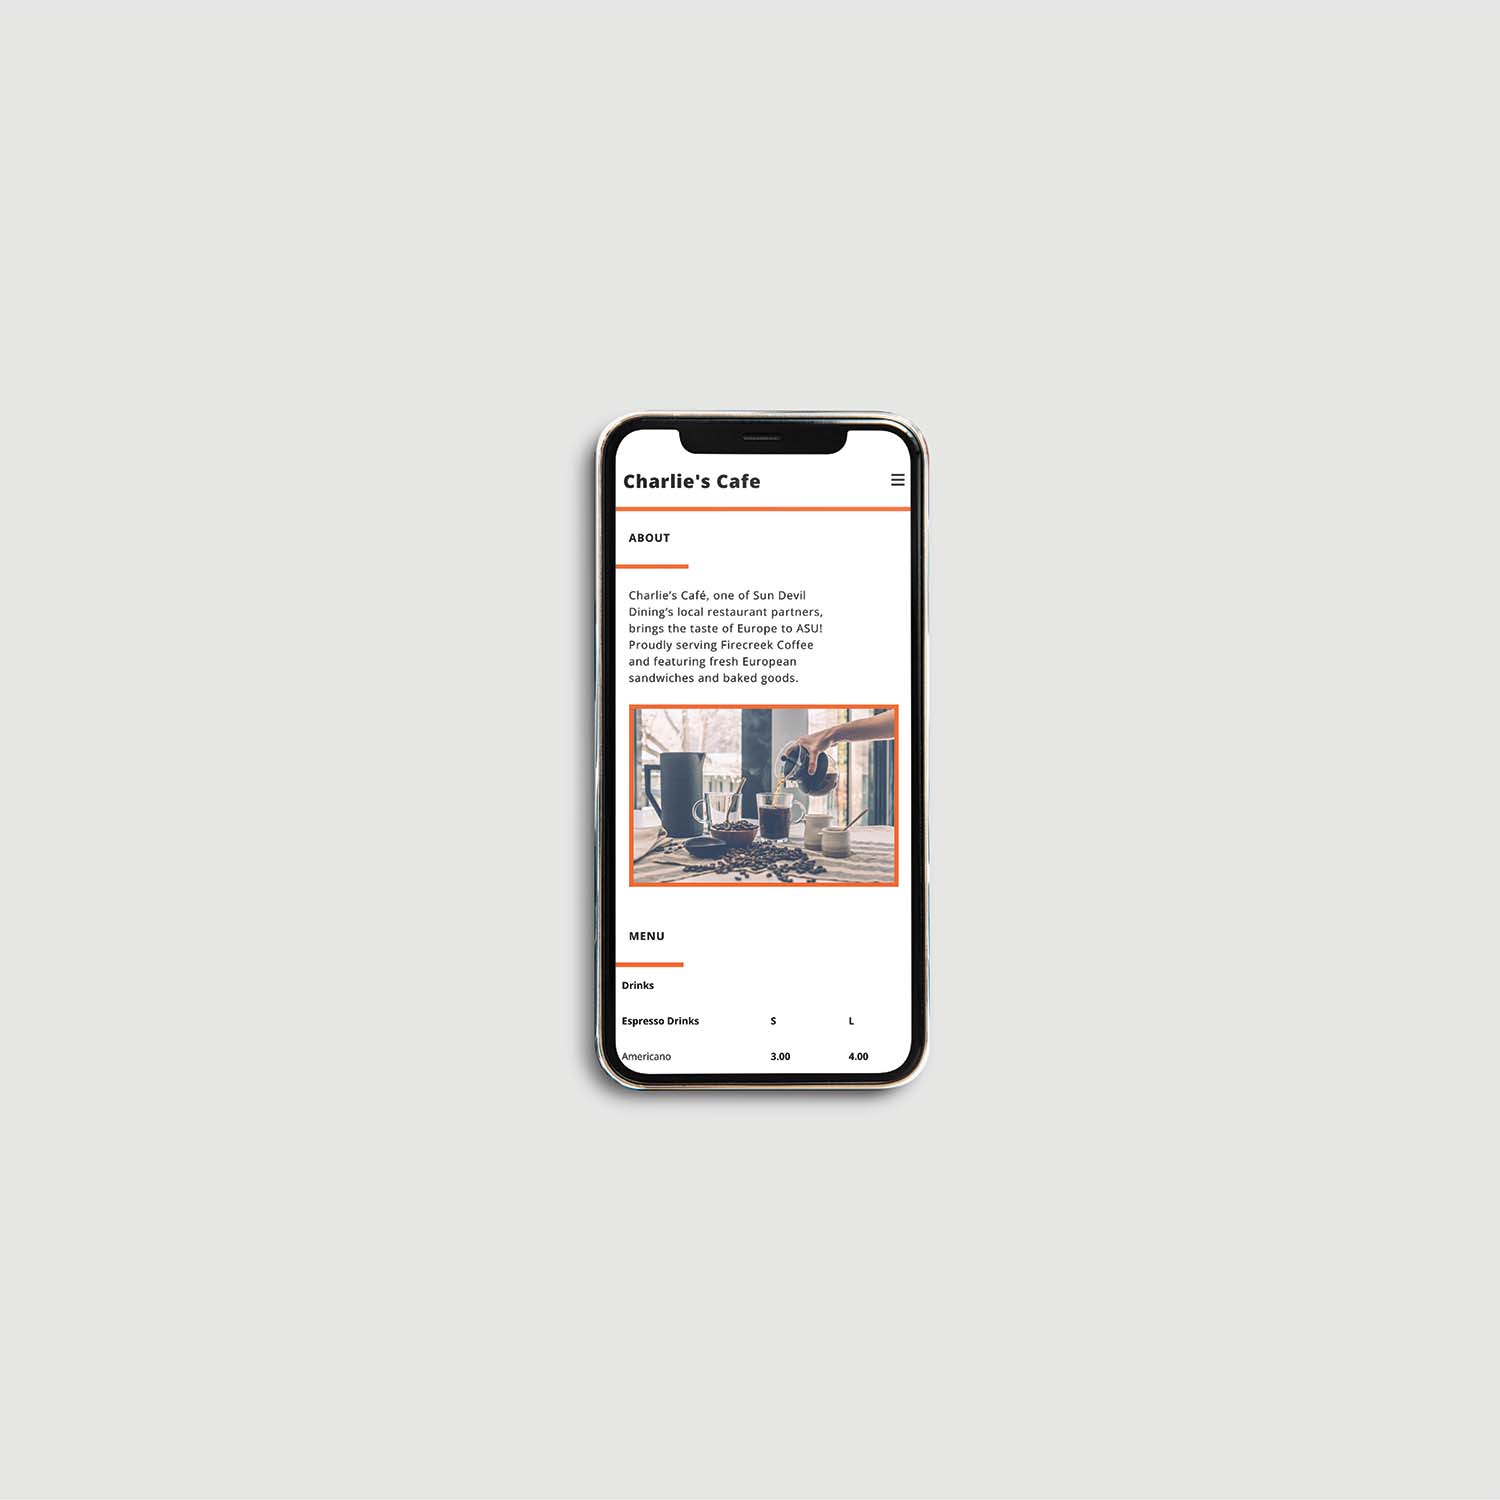 Charlie's Cafe
ABOUT
Charlie's Café, one of Sun Devil
Dining's local restaurant partners,
brings the taste of Europe to ASU!
Proudly serving Firecreek Coffee
and featuring fresh European
sandwiches and baked goods.
MENU
Drinks
Espresso Drinks S L
Americano 3.00 4.00